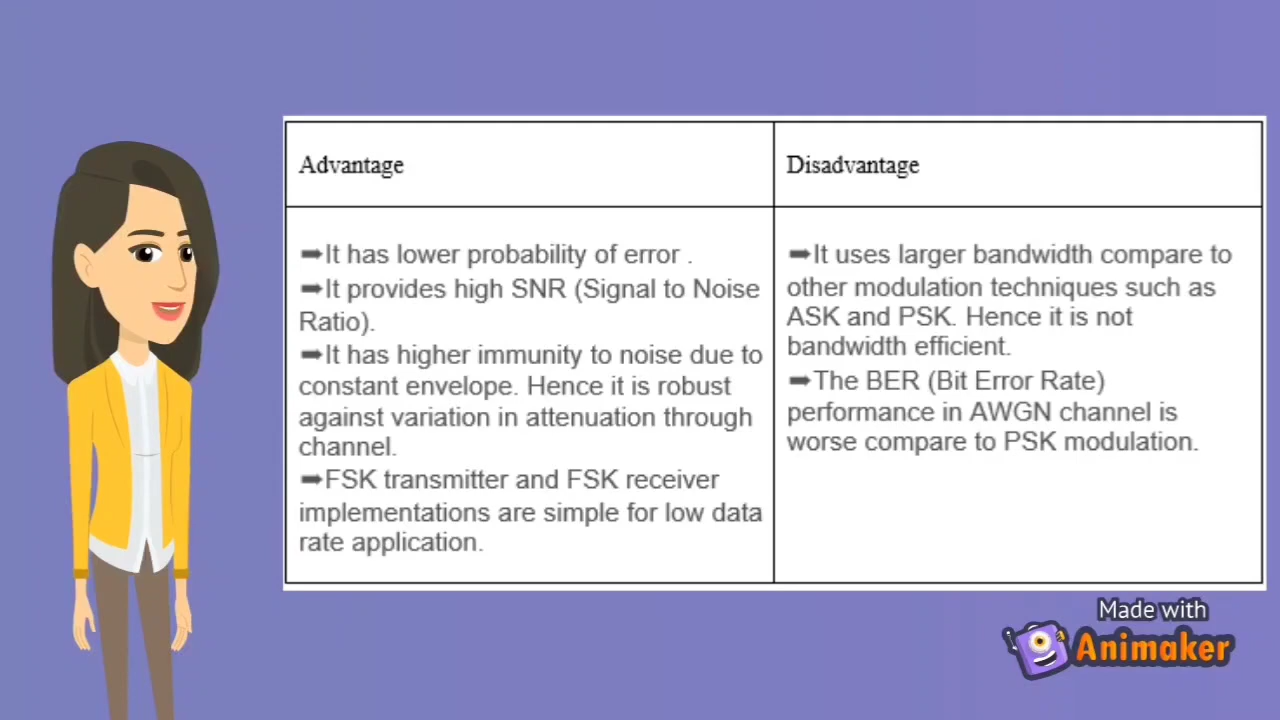 Advantage
Disadvantage
➡It has lower probability of error .
➡It provides high SNR (Signal to Noise
Ratio).
➡It has higher immunity to noise due to
constant envelope. Hence it is robust
against variation in attenuation through
channel.
➡FSK transmitter and FSK receiver
implementations are simple for low data
rate application.
➡It uses larger bandwidth compare to
other modulation techniques such as
ASK and PSK. Hence it is not
bandwidth efficient.
➡The BER (Bit Error Rate)
performance in AWGN channel is
worse compare to PSK modulation.
Made with
Animaker